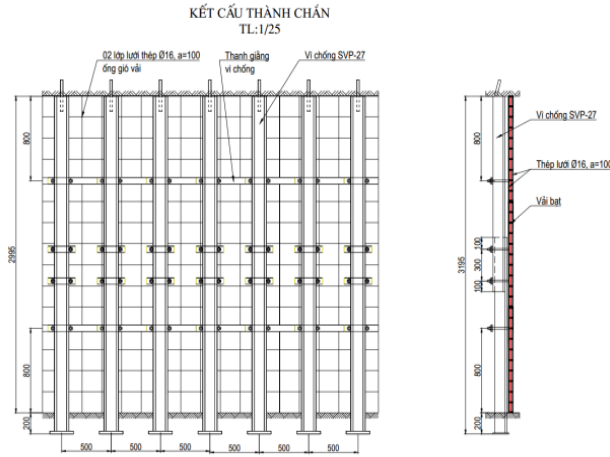 KẾT CẤU THÀNH CHẮN
TL:1/25
02 lớp lưới thép Ø16, a=100
ống gió vải
Thanh giằng
vì chống
Vì chống SVP-27
800
2995
800
200
500 500 500 500 500 500
Vì chống SVP-27
Thép lưới Ø16, a=100
Vải bạt
800
3195
100
300
100
800
200